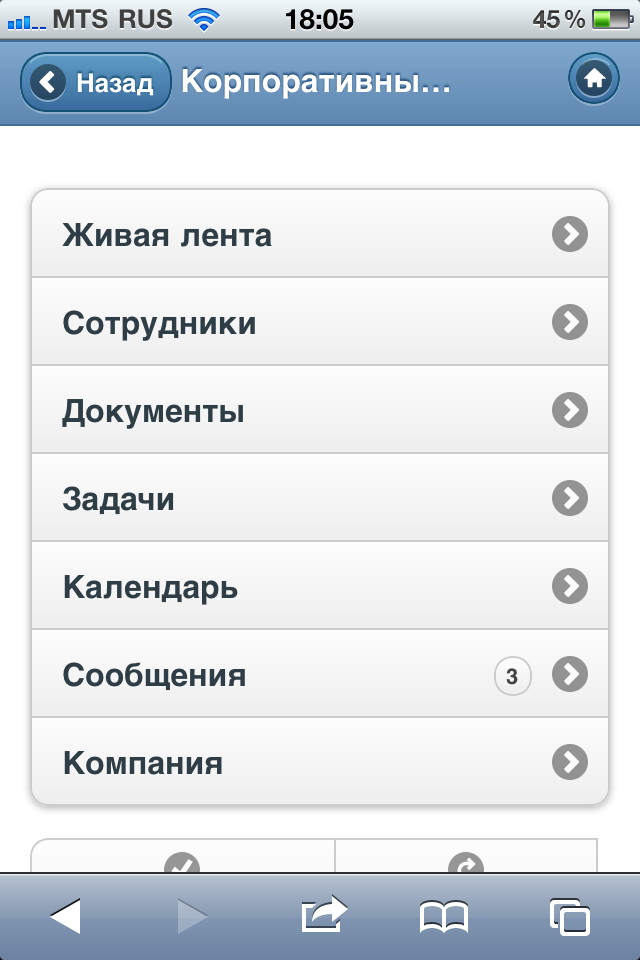 MTS RUS 18:05 45 %
Назад Корпоративны...
Живая лента
Сотрудники
Документы
Задачи
Календарь
Сообщения 3
Компания